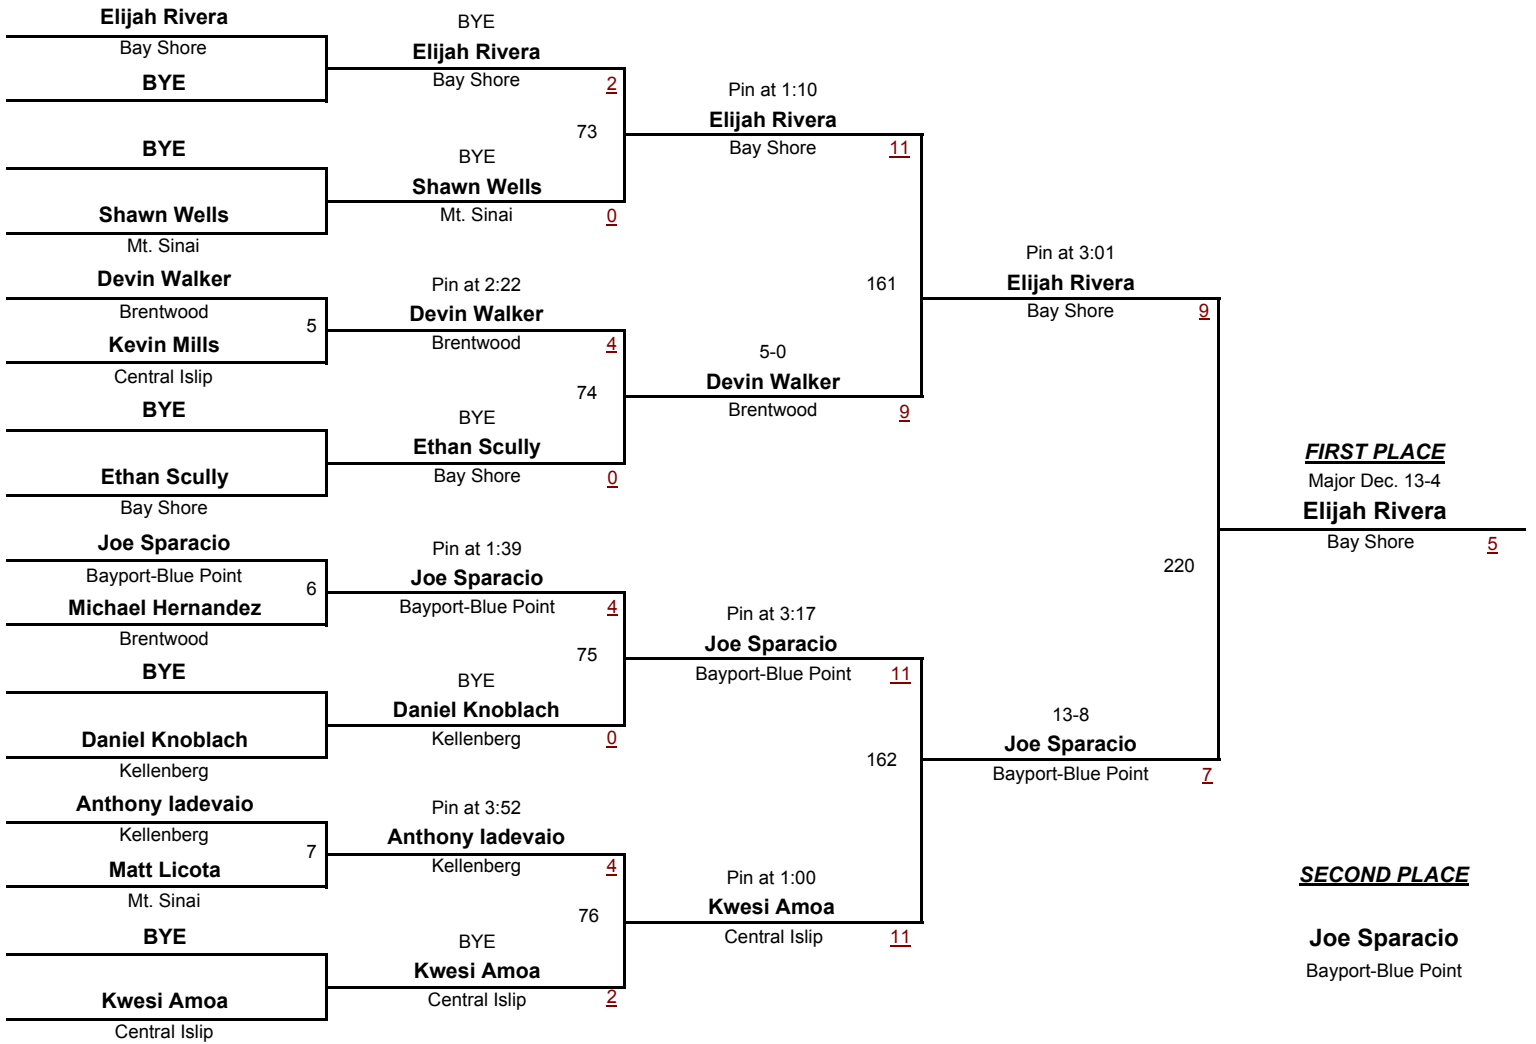 Elijah Rivera
Bay Shore
BYE
BYE
Shawn Wells
Mt. Sinai
Devin Walker
Brentwood
5
Kevin Mills
Central Islip
BYE
Ethan Scully
Bay Shore
Joe Sparacio
Bayport-Blue Point
6
Michael Hernandez
Brentwood
BYE
Daniel Knoblach
Kellenberg
Anthony Iadevaio
Kellenberg
7
Matt Licota
Mt. Sinai
BYE
Kwesi Amoa
Central Islip
BYE
Elijah Rivera
Bay Shore
2
73
BYE
Shawn Wells
Mt. Sinai
0
Pin at 2:22
Devin Walker
Brentwood
4
74
BYE
Ethan Scully
Bay Shore
0
Pin at 1:39
Joe Sparacio
Bayport-Blue Point
4
75
BYE
Daniel Knoblach
Kellenberg
0
Pin at 3:52
Anthony Iadevaio
Kellenberg
4
76
BYE
Kwesi Amoa
Central Islip
2
Pin at 1:10
Elijah Rivera
Bay Shore
11
161
5-0
Devin Walker
Brentwood
9
Pin at 3:17
Joe Sparacio
Bayport-Blue Point
11
162
Pin at 1:00
Kwesi Amoa
Central Islip
11
Pin at 3:01
Elijah Rivera
Bay Shore
9
220
13-8
Joe Sparacio
Bayport-Blue Point
7
FIRST PLACE
Major Dec. 13-4
Elijah Rivera
Bay Shore
5
SECOND PLACE
Joe Sparacio
Bayport-Blue Point